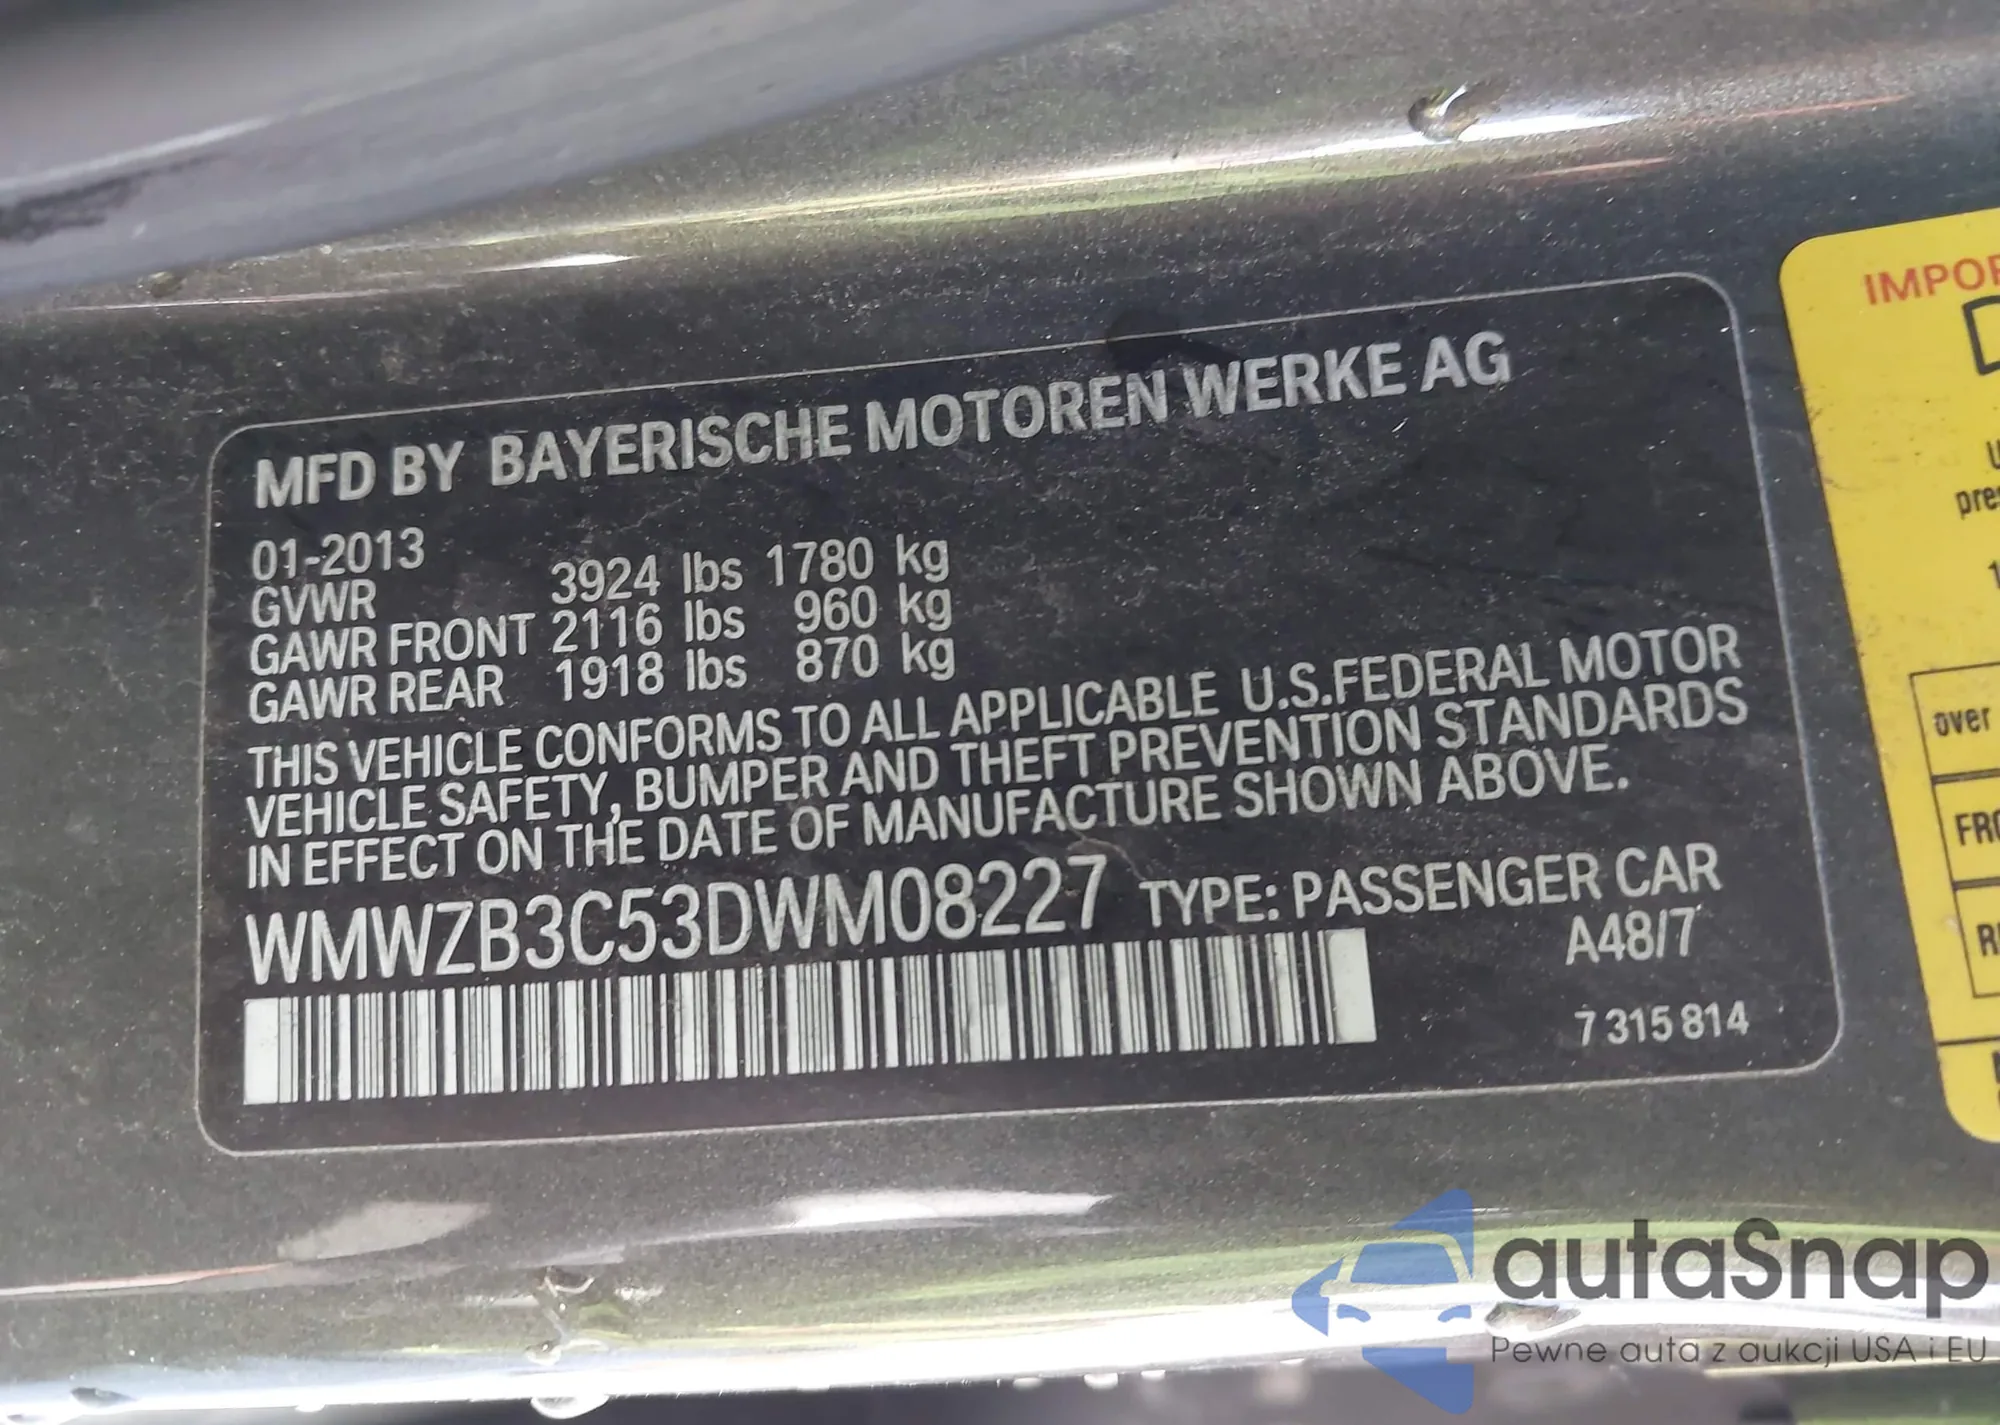 MFD BY BAYERISCHE MOTOREN WERKE AG
01-2013
GVWR 3924 lbs 1780 kg
GAWR FRONT 2116 lbs 960 kg
GAWR REAR 1918 lbs 870 kg
THIS VEHICLE CONFORMS TO ALL APPLICABLE U.S.FEDERAL MOTOR
VEHICLE SAFETY, BUMPER AND THEFT PREVENTION STANDARDS
IN EFFECT ON THE DATE OF MANUFACTURE SHOWN ABOVE.
WMWZB3C53DWM08227 TYPE: PASSENGER CAR
A48/7
7 315 814
over
autaSnap
Pewne auta z aukcji USA i EU